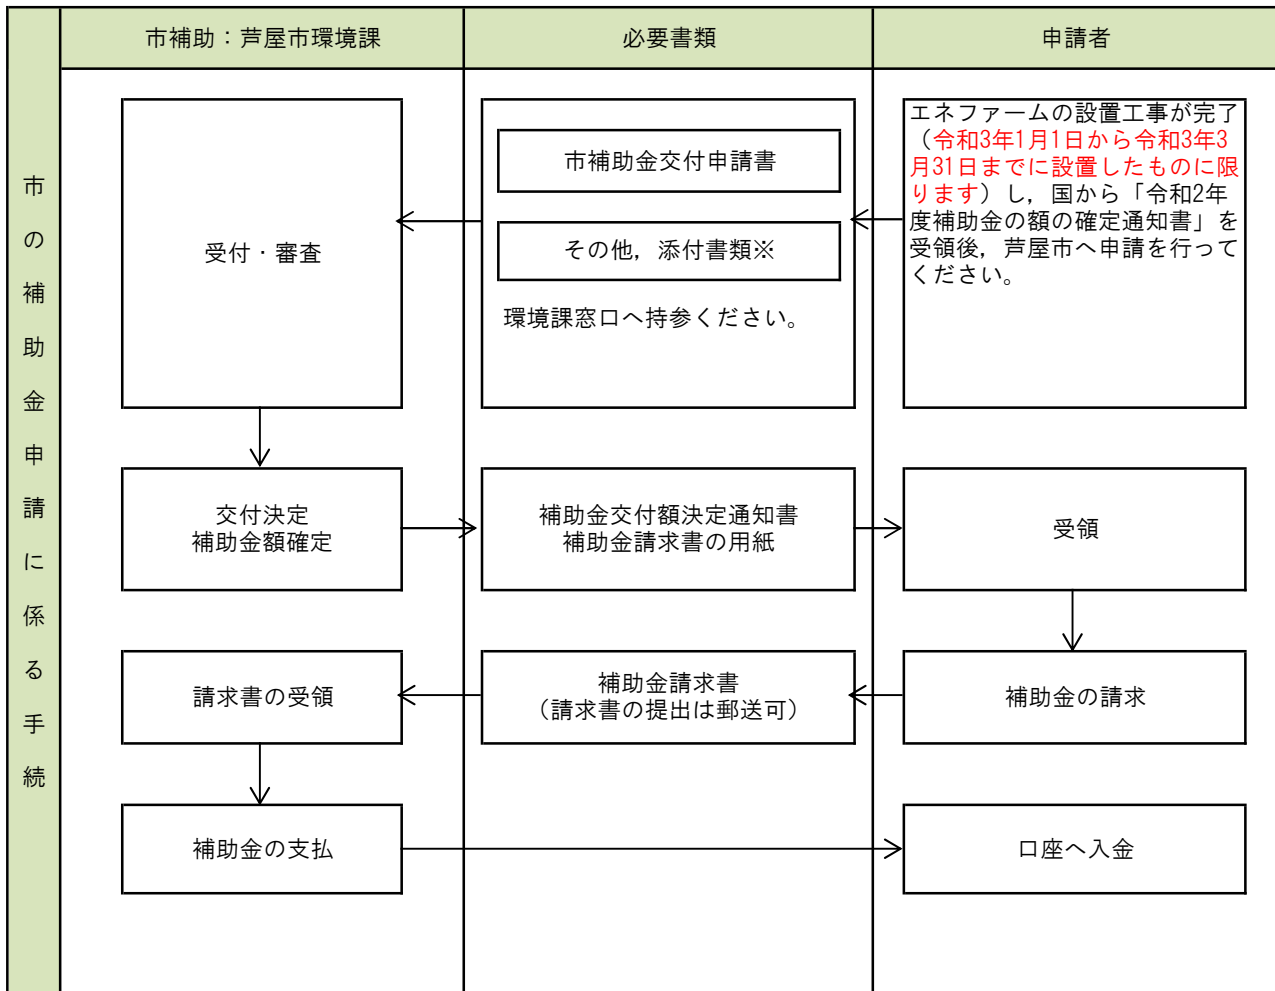 市補助：芦屋市環境課
必要書類
申請者
市の補助金申請に係る手続
受付・審査
市補助金交付申請書
その他，添付書類※
環境課窓口へ持参ください。
エネファームの設置工事が完了
（令和3年1月1日から令和3年3
月31日までに設置したものに限
ります）し，国から「令和2年
度補助金の額の確定通知書」を
受領後，芦屋市へ申請を行って
ください。
交付決定
補助金額確定
補助金交付額決定通知書
補助金請求書の用紙
受領
請求書の受領
補助金請求書
（請求書の提出は郵送可）
補助金の請求
補助金の支払
口座へ入金